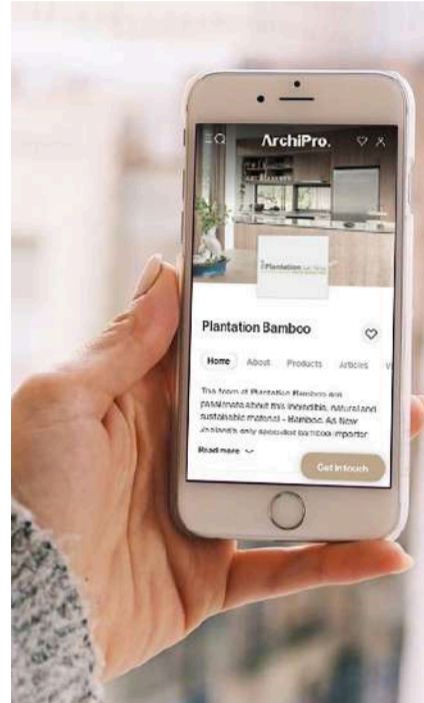 ArchiPro.
Plantation
Plantation Bamboo
Home About Products Articles
The team at Plantation Bamboo are
passionate about this incredible, natural and
sustainable material - Bamboo. As New
Zealand's only specialist bamboo importer
Read more
Get in touch